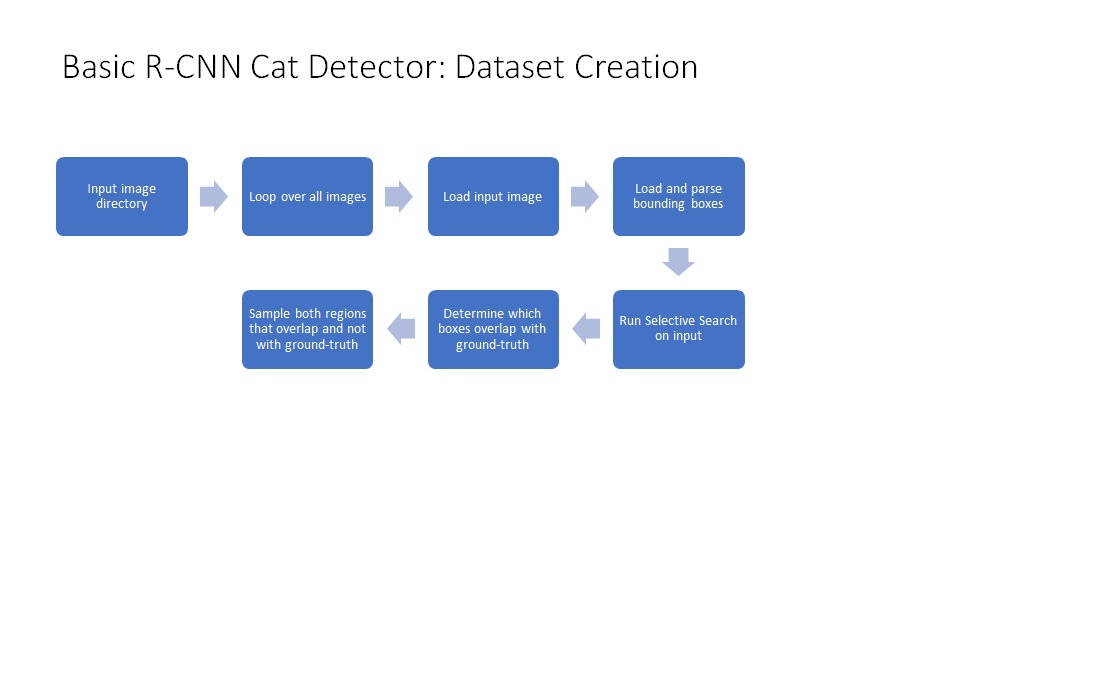 Basic R-CNN Cat Detector: Dataset Creation
Input image
directory
Loop over all images
Load input image
Load and parse
bounding boxes
Run Selective Search
on input
Determine which
boxes overlap with
ground-truth
Sample both regions
that overlap and not
with ground-truth